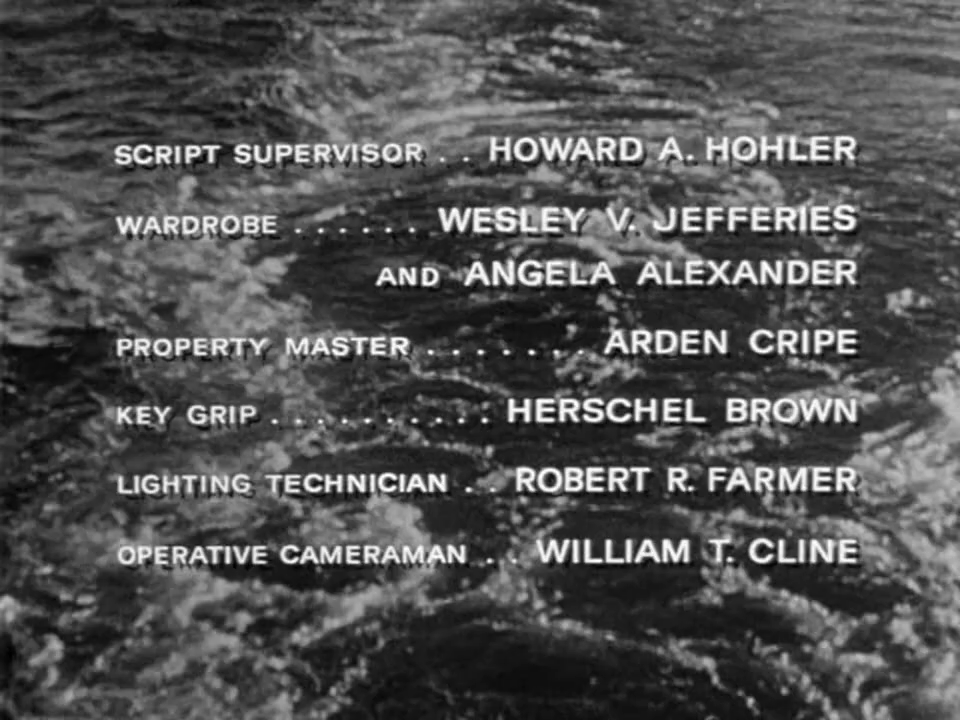 SCRIPT SUPERVISOR . . HOWARD A. HOHLER
WARDROBE . . . . . . . WESLEY V. JEFFERIES
AND ANGELA ALEXANDER
PROPERTY MASTER . . . . . . . ARDEN CRIPE
KEY GRIP . . . . . . . . . . HERSCHEL BROWN
LIGHTING TECHNICIAN . . ROBERT R. FARMER
OPERATIVE CAMERAMAN . . WILLIAM T. CLINE